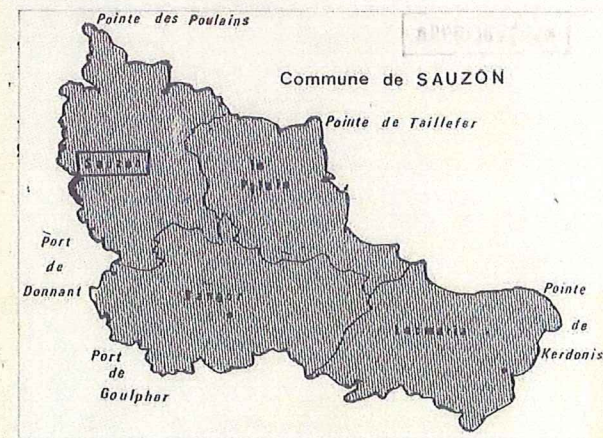 Pointe des Poulains
Commune de SAUZON
Pointe de Taillefer
Sauzon
le
Palais
Port
de
Donnant
Bangor
Locmaria
Pointe
de
Kerdonis
Port
de
Goulphar